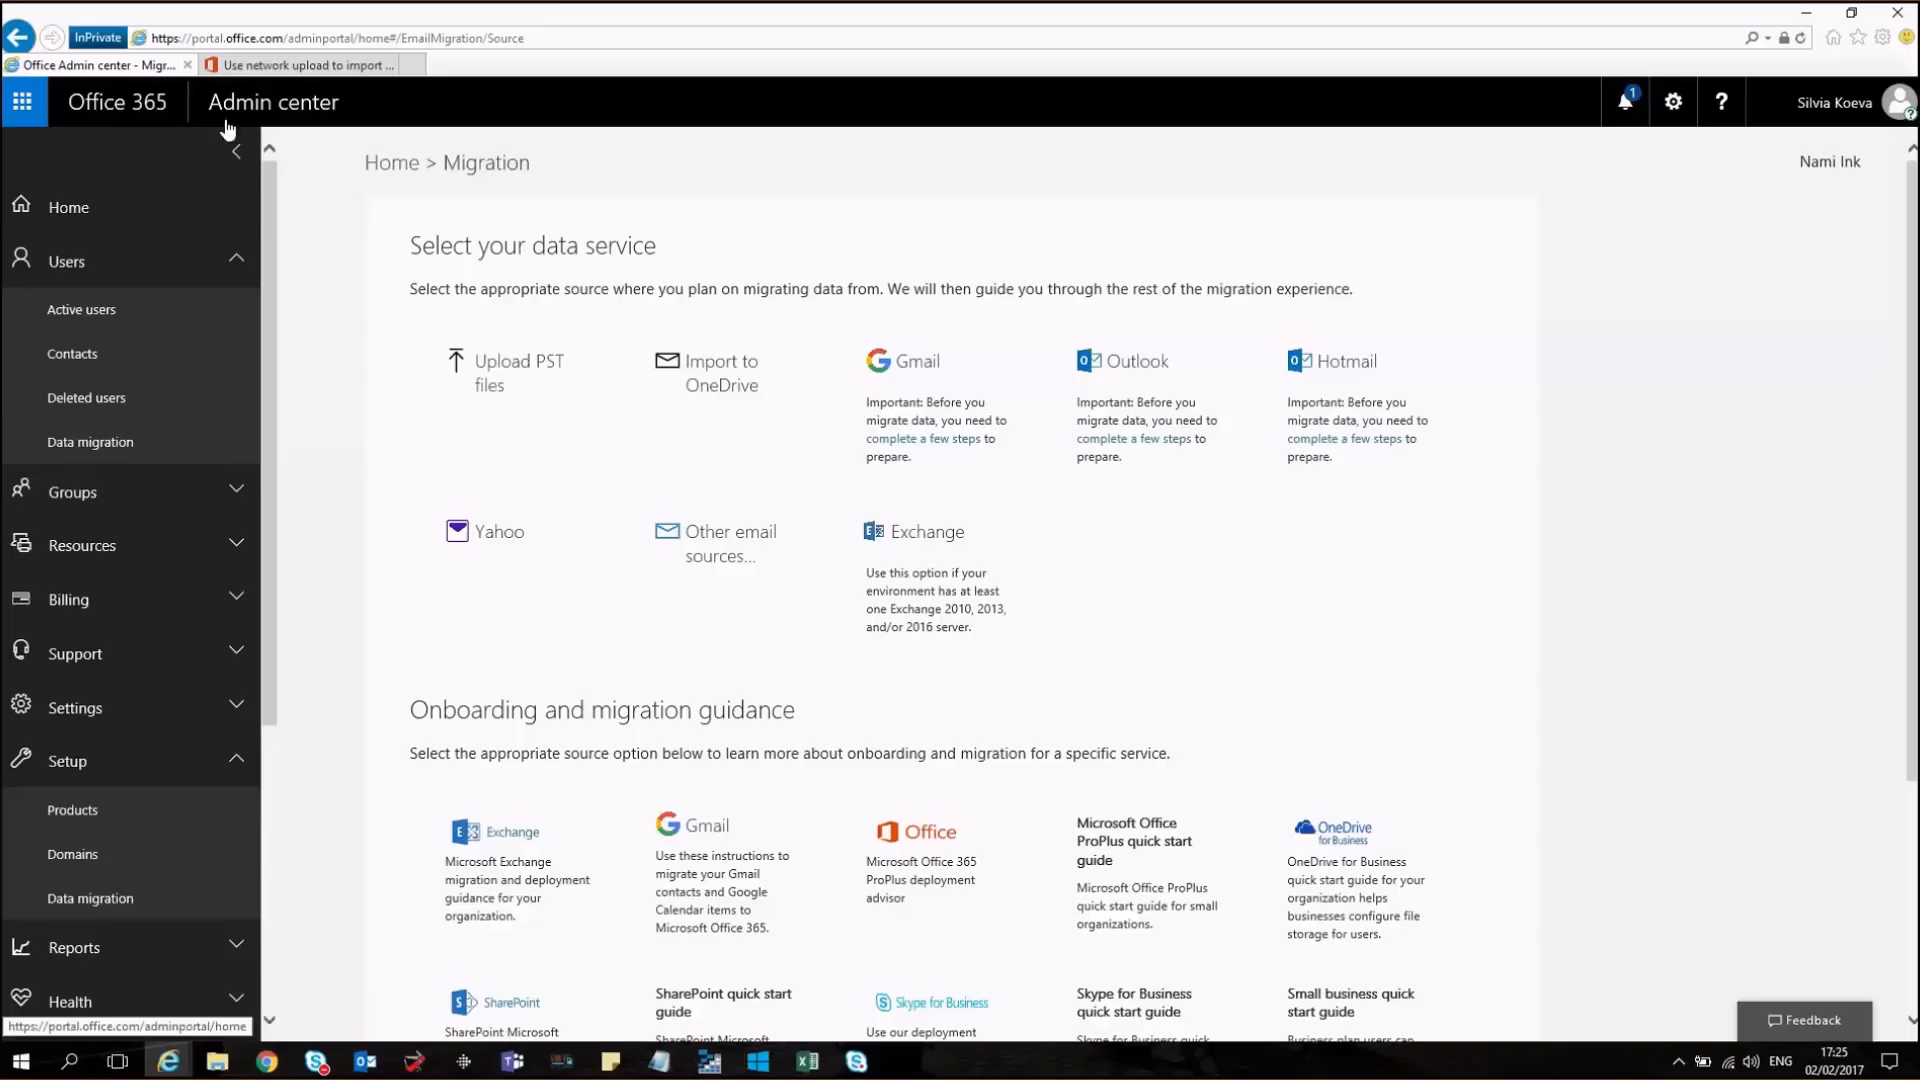 InPrivate https://portal.office.com/adminportal/home#/EmailMigration/Source
Office Admin center - Migr... Use network upload to import ...
Office 365 Admin center 1 ? Silvia Koeva
Home > Migration Nami Ink
Home
Users
Active users
Contacts
Deleted users
Data migration
Groups
Resources
Billing
Support
Settings
Setup
Products
Domains
Data migration
Reports
Health
https://portal.office.com/adminportal/home
Select your data service
Select the appropriate source where you plan on migrating data from. We will then guide you through the rest of the migration experience.
Upload PST
files
Import to
OneDrive
Gmail
Important: Before you
migrate data, you need to
complete a few steps to
prepare.
Outlook
Important: Before you
migrate data, you need to
complete a few steps to
prepare.
Hotmail
Important: Before you
migrate data, you need to
complete a few steps to
prepare.
Yahoo
Other email
sources...
Exchange
Use this option if your
environment has at least
one Exchange 2010, 2013,
and/or 2016 server.
Onboarding and migration guidance
Select the appropriate source option below to learn more about onboarding and migration for a specific service.
Exchange
Microsoft Exchange
migration and deployment
guidance for your
organization.
Gmail
Use these instructions to
migrate your Gmail
contacts and Google
Calendar items to
Microsoft Office 365.
Office
Microsoft Office 365
ProPlus deployment
advisor
Microsoft Office
ProPlus quick start
guide
Microsoft Office ProPlus
quick start guide for small
organizations.
OneDrive
for Business
OneDrive for Business
quick start guide for your
organization helps
businesses configure file
storage for users.
SharePoint
SharePoint Microsoft
SharePoint quick start
guide
SharePoint Microsoft
Skype for Business
Use our deployment
Skype for Business
quick start guide
Skype for Business quick
Small business quick
start guide
Business plan users can
Feedback
ENG
17:25
02/02/2017